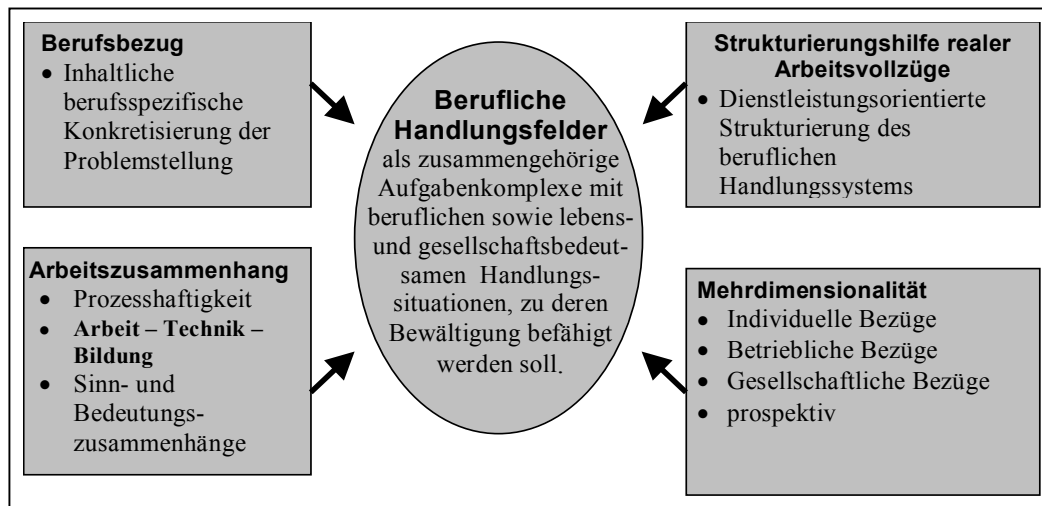 Berufsbezug
• Inhaltliche
berufsspezifische
Konkretisierung der
Problemstellung
Arbeitszusammenhang
• Prozesshaftigkeit
• Arbeit – Technik –
Bildung
• Sinn- und
Bedeutungs-
zusammenhänge
Berufliche
Handlungsfelder
als zusammengehörige
Aufgabenkomplexe mit
beruflichen sowie lebens-
und gesellschaftsbedeut-
samen Handlungs-
situationen, zu deren
Bewältigung befähigt
werden soll.
Strukturierungshilfe realer
Arbeitsvollzüge
• Dienstleistungsorientierte
Strukturierung des
beruflichen
Handlungssystems
Mehrdimensionalität
• Individuelle Bezüge
• Betriebliche Bezüge
• Gesellschaftliche Bezüge
• prospektiv